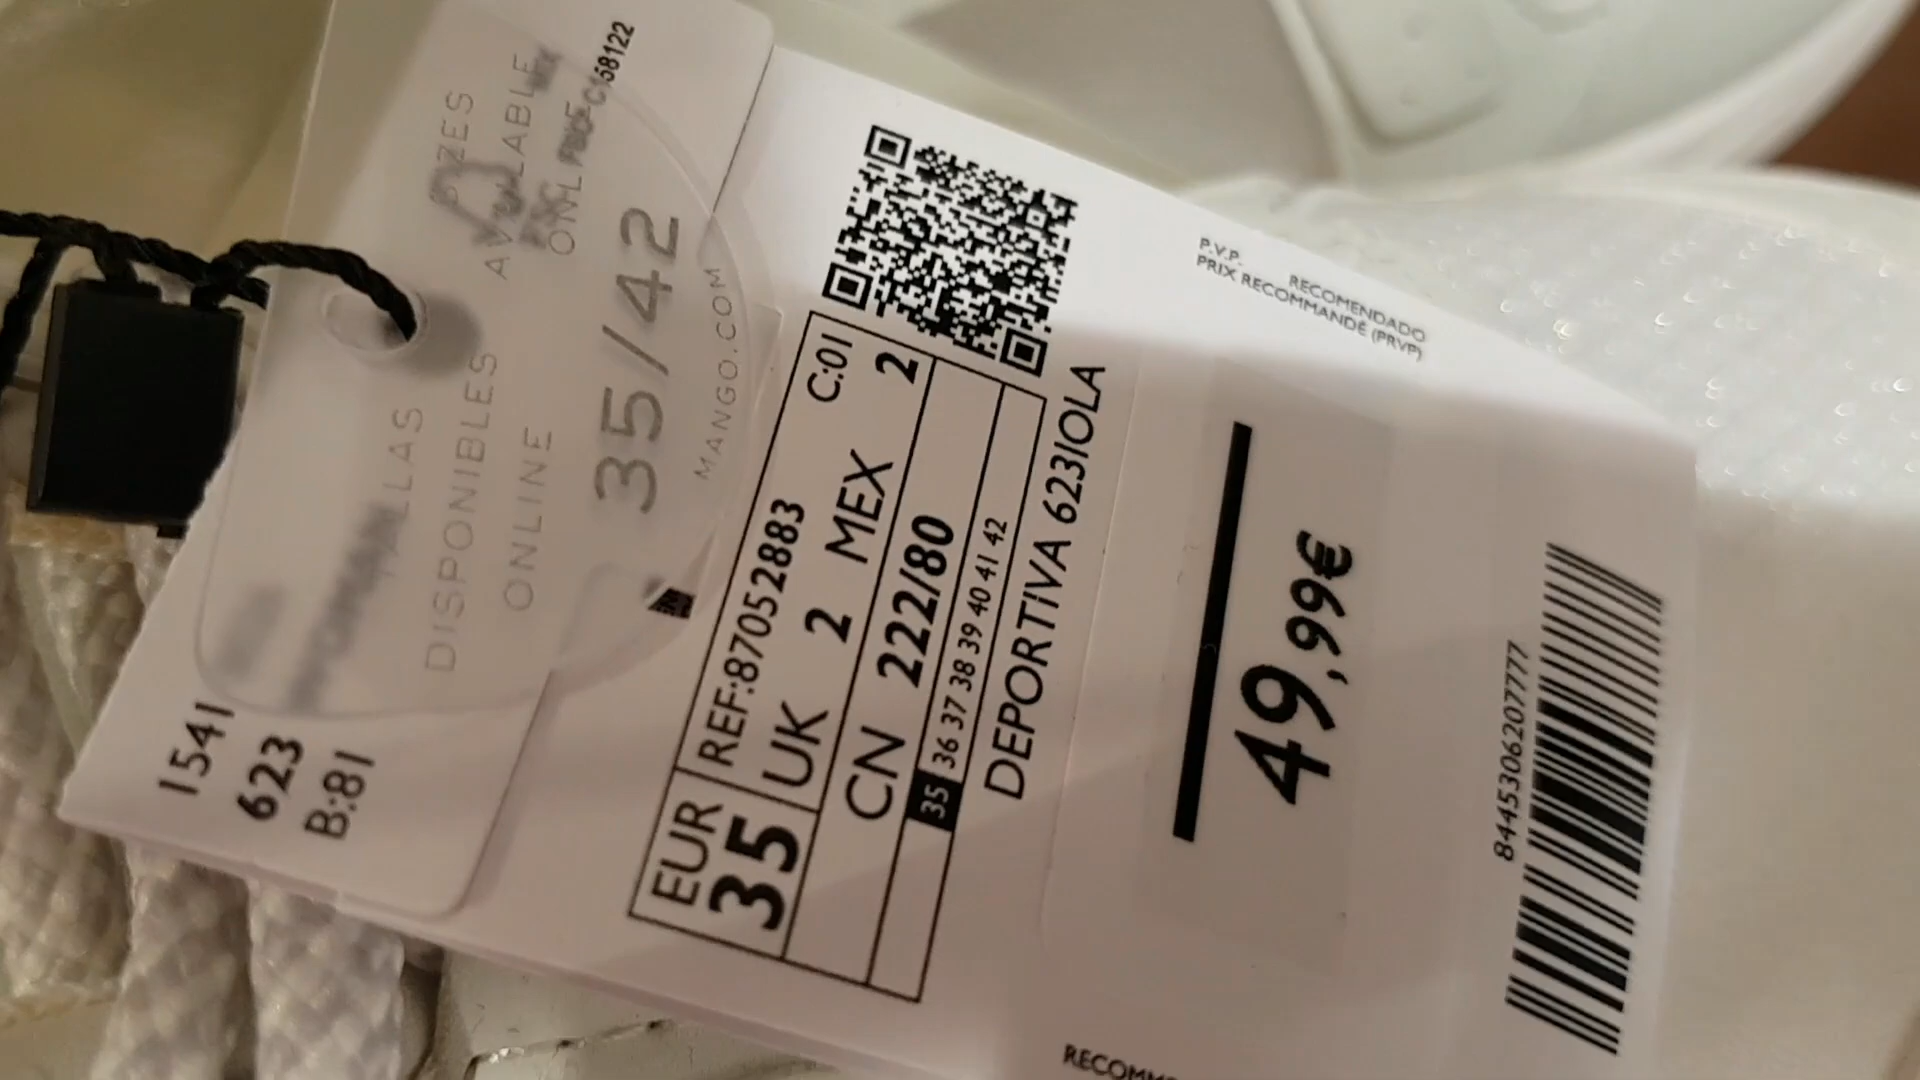 SIZES
AVAILABLE
ONLINE
TALLAS
DISPONIBLES
ONLINE
35/42
MANGO.COM
1541
623
B:81
EUR REF:87052883 C:01
35 UK 2 MEX 2
CN 222/80
35 36 37 38 39 40 41 42
DEPORTIVA 623IOLA
P.V.P. RECOMENDADO
PRIX RECOMMANDÉ (PRVP)
49,99€
8445306207777